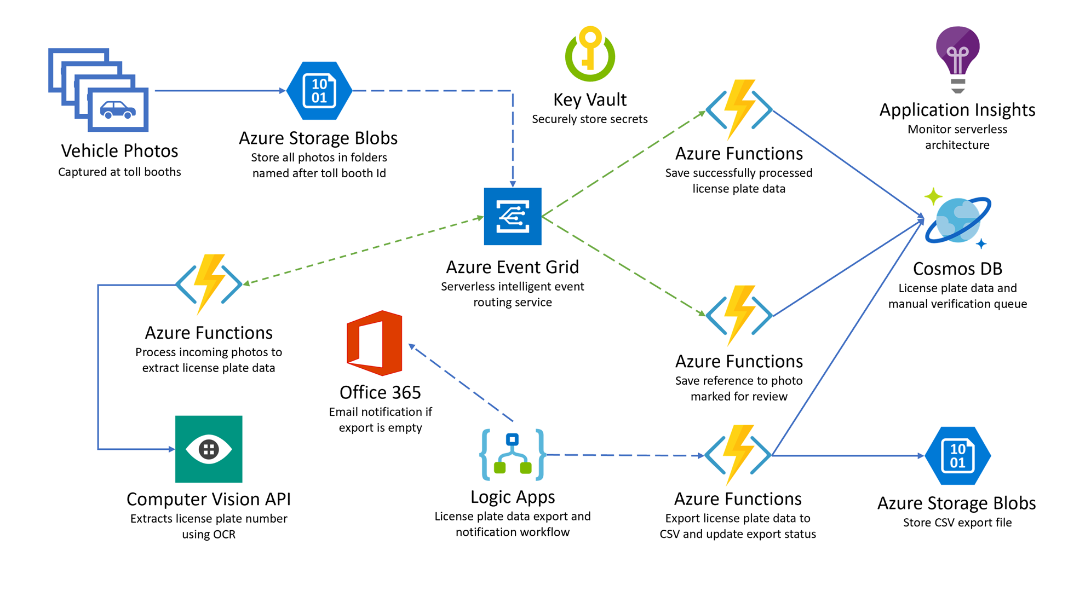 Vehicle Photos
Captured at toll booths
10
01
Azure Storage Blobs
Store all photos in folders
named after toll booth Id
Key Vault
Securely store secrets
Azure Functions
Save successfully processed
license plate data
Application Insights
Monitor serverless
architecture
Azure Event Grid
Serverless intelligent event
routing service
Cosmos DB
License plate data and
manual verification queue
Azure Functions
Process incoming photos to
extract license plate data
Office 365
Email notification if
export is empty
Azure Functions
Save reference to photo
marked for review
Computer Vision API
Extracts license plate number
using OCR
Logic Apps
License plate data export and
notification workflow
Azure Functions
Export license plate data to
CSV and update export status
10
01
Azure Storage Blobs
Store CSV export file